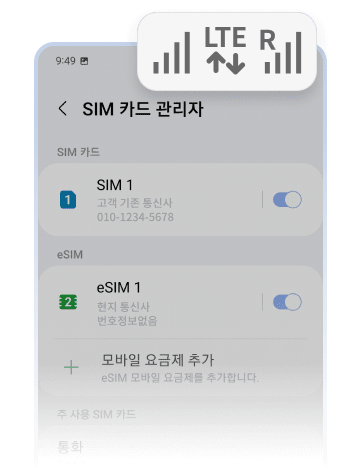 LTE R
9:49
SIM 카드 관리자
SIM 카드
1
SIM 1
고객 기존 통신사
010-1234-5678
eSIM
2
eSIM 1
현지 통신사
번호정보없음
모바일 요금제 추가
eSIM 모바일 요금제를 추가합니다.
주 사용 SIM 카드
통화